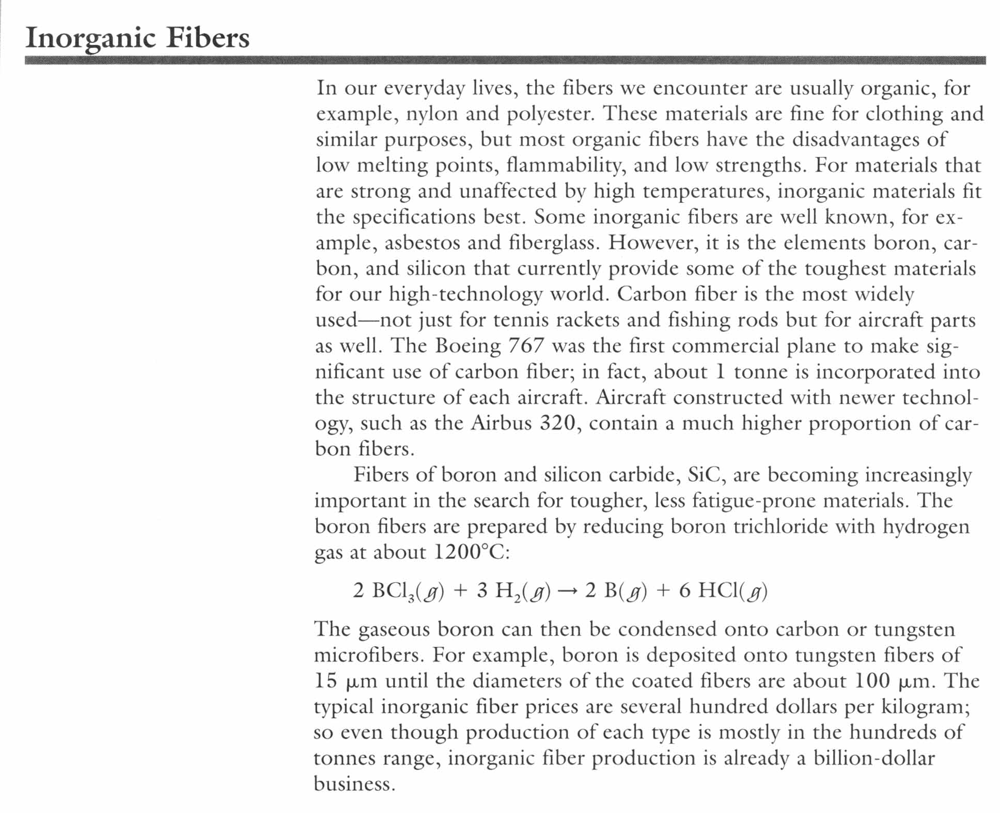 Inorganic Fibers
In our everyday lives, the fibers we encounter are usually organic, for
example, nylon and polyester. These materials are fine for clothing and
similar purposes, but most organic fibers have the disadvantages of
low melting points, flammability, and low strengths. For materials that
are strong and unaffected by high temperatures, inorganic materials fit
the specifications best. Some inorganic fibers are well known, for ex-
ample, asbestos and fiberglass. However, it is the elements boron, car-
bon, and silicon that currently provide some of the toughest materials
for our high-technology world. Carbon fiber is the most widely
used—not just for tennis rackets and fishing rods but for aircraft parts
as well. The Boeing 767 was the first commercial plane to make sig-
nificant use of carbon fiber; in fact, about 1 tonne is incorporated into
the structure of each aircraft. Aircraft constructed with newer technol-
ogy, such as the Airbus 320, contain a much higher proportion of car-
bon fibers.
Fibers of boron and silicon carbide, SiC, are becoming increasingly
important in the search for tougher, less fatigue-prone materials. The
boron fibers are prepared by reducing boron trichloride with hydrogen
gas at about 1200°C:
2 BCl₃(g) + 3 H₂(g) → 2 B(g) + 6 HCl(g)
The gaseous boron can then be condensed onto carbon or tungsten
microfibers. For example, boron is deposited onto tungsten fibers of
15 μm until the diameters of the coated fibers are about 100 μm. The
typical inorganic fiber prices are several hundred dollars per kilogram;
so even though production of each type is mostly in the hundreds of
tonnes range, inorganic fiber production is already a billion-dollar
business.